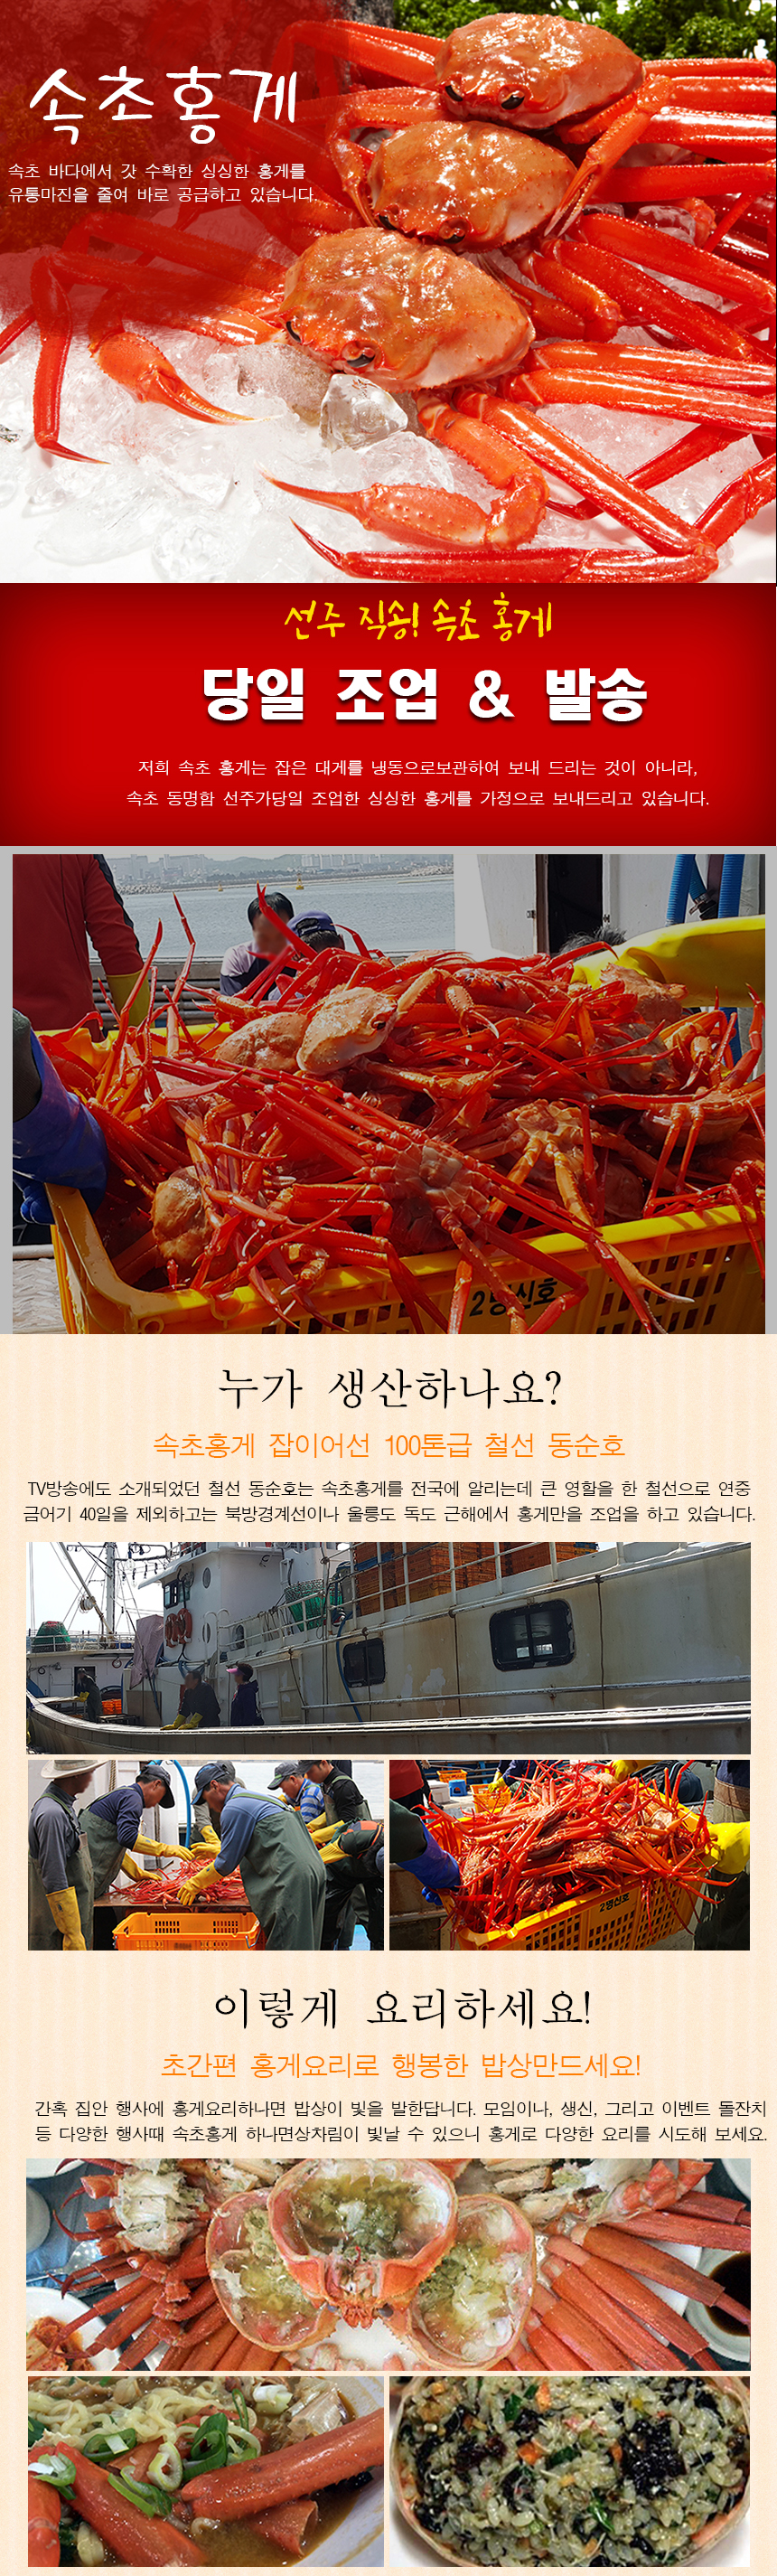 속초홍게
속초 바다에서 갓 수확한 싱싱한 홍게를
유통마진을 줄여 바로 공급하고 있습니다.
선주 직송! 속초 홍게
당일 조업 & 발송
저희 속초 홍게는 잡은 대게를 냉동으로보관하여 보내 드리는 것이 아니라,
속초 동명항 선주가당일 조업한 싱싱한 홍게를 가정으로 보내드리고 있습니다.
2명신호
누가 생산하나요?
속초홍게 잡이어선 100톤급 철선 동순호
TV방송에도 소개되었던 철선 동순호는 속초홍게를 전국에 알리는데 큰 영할을 한 철선으로 연중
금어기 40일을 제외하고는 북방경계선이나 울릉도 독도 근해에서 홍게만을 조업을 하고 있습니다.
2명신호
이렇게 요리하세요!
초간편 홍게요리로 행봉한 밥상만드세요!
간혹 집안 행사에 홍게요리하나면 밥상이 빛을 발한답니다. 모임이나, 생신, 그리고 이벤트 돌잔치
등 다양한 행사때 속초홍게 하나면상차림이 빛날 수 있으니 홍게로 다양한 요리를 시도해 보세요.